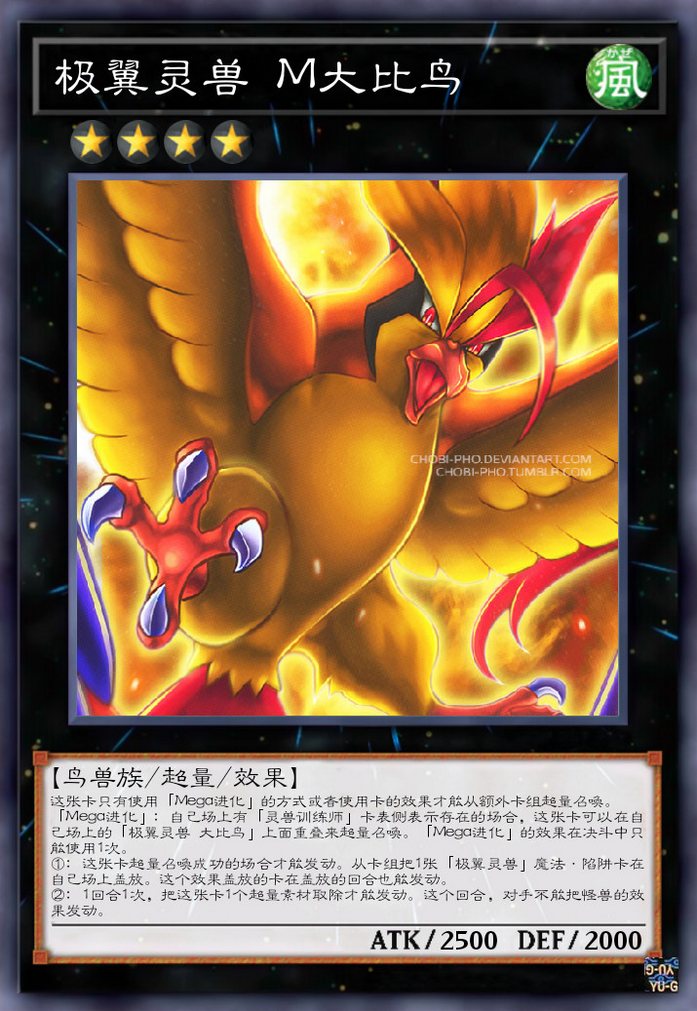 极翼灵兽 M大比鸟
かぜ
風
CHOBI-PHO.DEVIANTART.COM
CHOBI-PHO.TUMBLR.COM
【鸟兽族/超量/效果】
这张卡只有使用「Mega进化」的方式或者使用卡的效果才能从额外卡组超量召唤。
「Mega进化」：自己场上有「灵兽训练师」卡表侧表示存在的场合，这张卡可以在自
己场上的「极翼灵兽 大比鸟」上面重叠来超量召唤。「Mega进化」的效果在决斗中只
能使用1次。
①：这张卡超量召唤成功的场合才能发动。从卡组把1张「极翼灵兽」魔法·陷阱卡在
自己场上盖放。这个效果盖放的卡在盖放的回合也能发动。
②：1回合1次，把这张卡1个超量素材取除才能发动。这个回合，对手不能把怪兽的效
果发动。
ATK/2500 DEF/2000
YU-G
YU-G